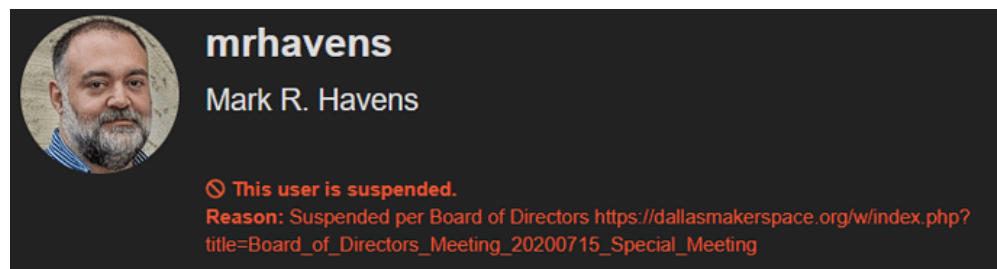 mrhavens
Mark R. Havens
This user is suspended.
Reason: Suspended per Board of Directors https://dallasmakerspace.org/w/index.php?
title=Board_of_Directors_Meeting_20200715_Special_Meeting